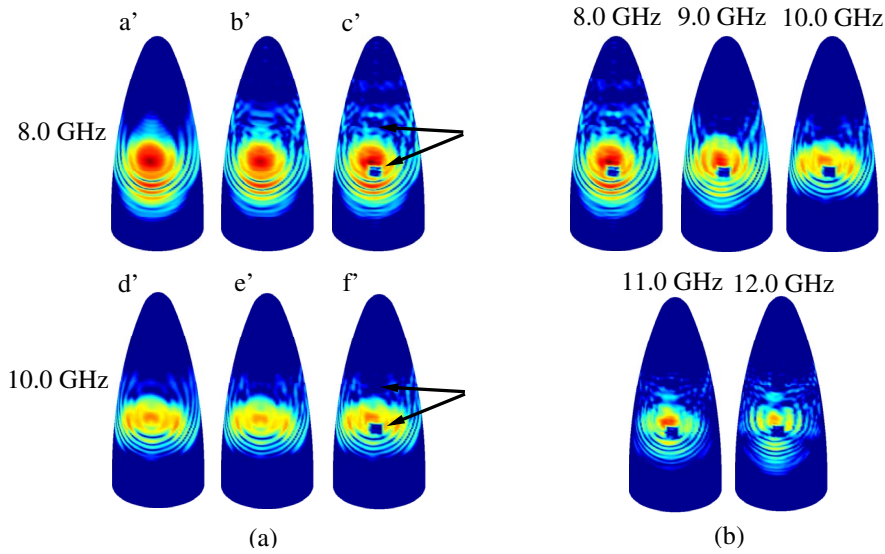 a’ b’ c’
8.0 GHz 9.0 GHz 10.0 GHz
8.0 GHz
d’ e’ f’
11.0 GHz 12.0 GHz
10.0 GHz
(a) (b)